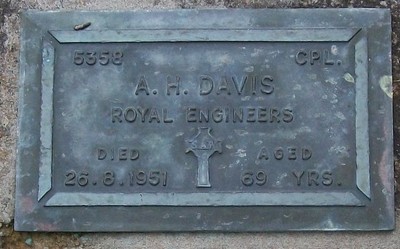 5358 CPL.
A. H. DAVIS
ROYAL ENGINEERS
DIED AGED
26.8.1951 69 YRS.